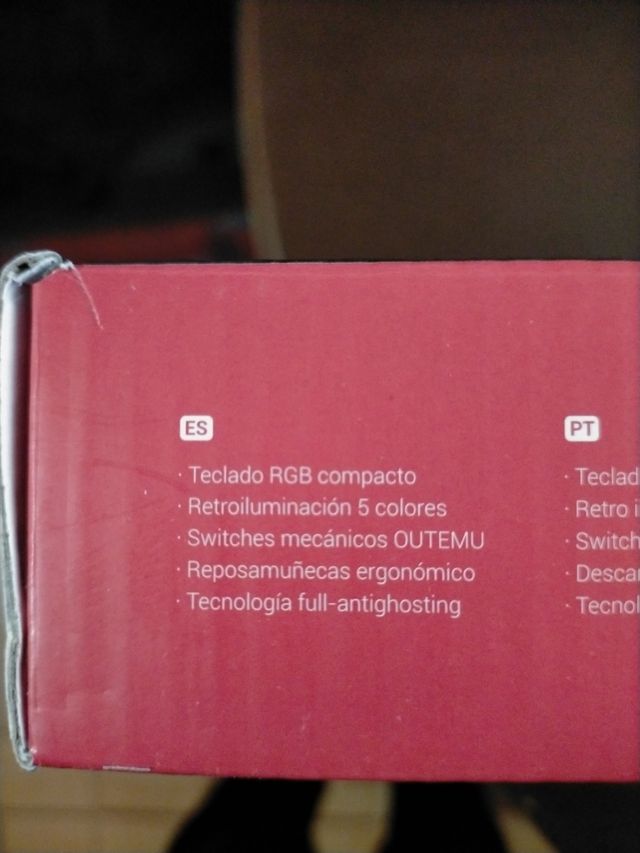 ES
· Teclado RGB compacto
· Retroiluminación 5 colores
· Switches mecánicos OUTEMU
· Reposamuñecas ergonómico
· Tecnología full-antighosting
PT
· Teclad
· Retro i
· Switch
· Descan
· Tecnol